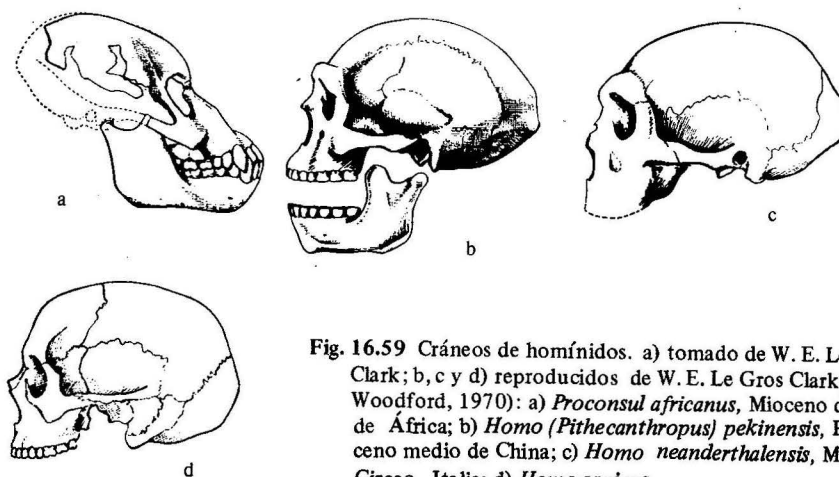 a
b
c
d
Fig. 16.59 Cráneos de homínidos. a) tomado de W. E. L
Clark; b, c y d) reproducidos de W. E. Le Gros Clark
Woodford, 1970): a) Proconsul africanus, Mioceno
de África; b) Homo (Pithecanthropus) pekinensis,
ceno medio de China; c) Homo neanderthalensis, M
Italia; d)